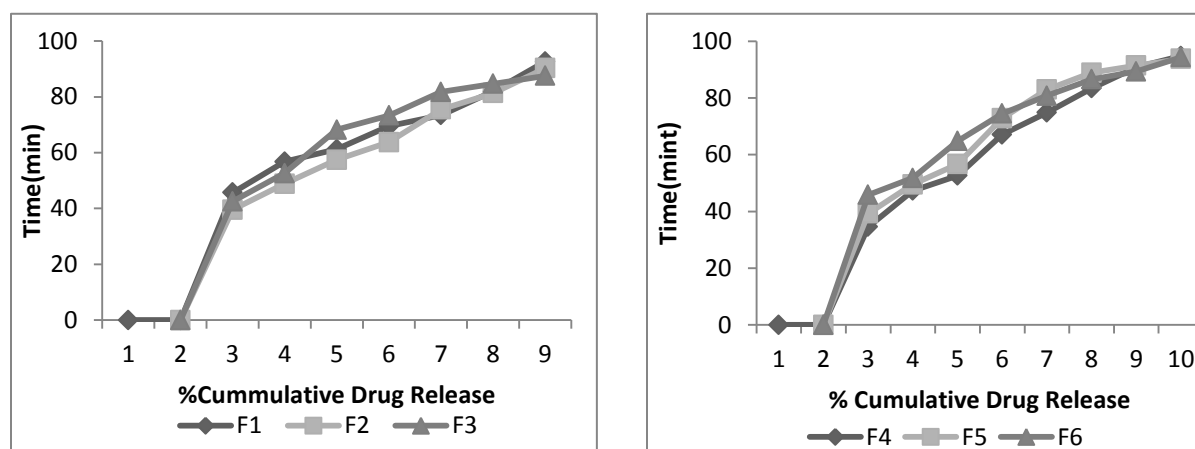 100
80
60
40
20
0
Time(min)
1 2 3 4 5 6 7 8 9
%Cummulative Drug Release
F1 F2 F3
100
80
60
40
20
0
Time(mint)
1 2 3 4 5 6 7 8 9 10
% Cumulative Drug Release
F4 F5 F6